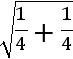 √(1/4 + 1/4)